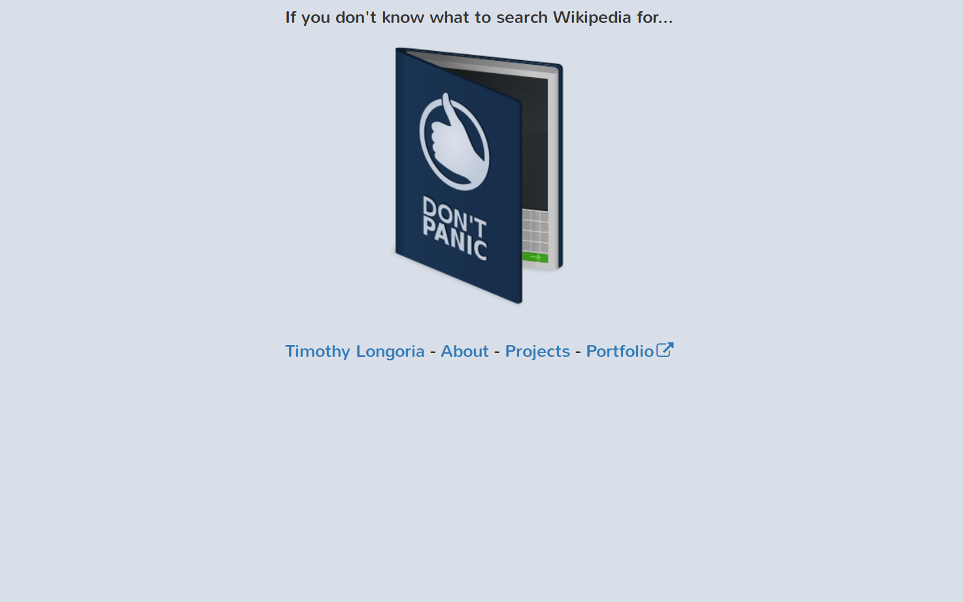 If you don't know what to search Wikipedia for...
DON'T
PANIC
Timothy Longoria - About - Projects - Portfolio